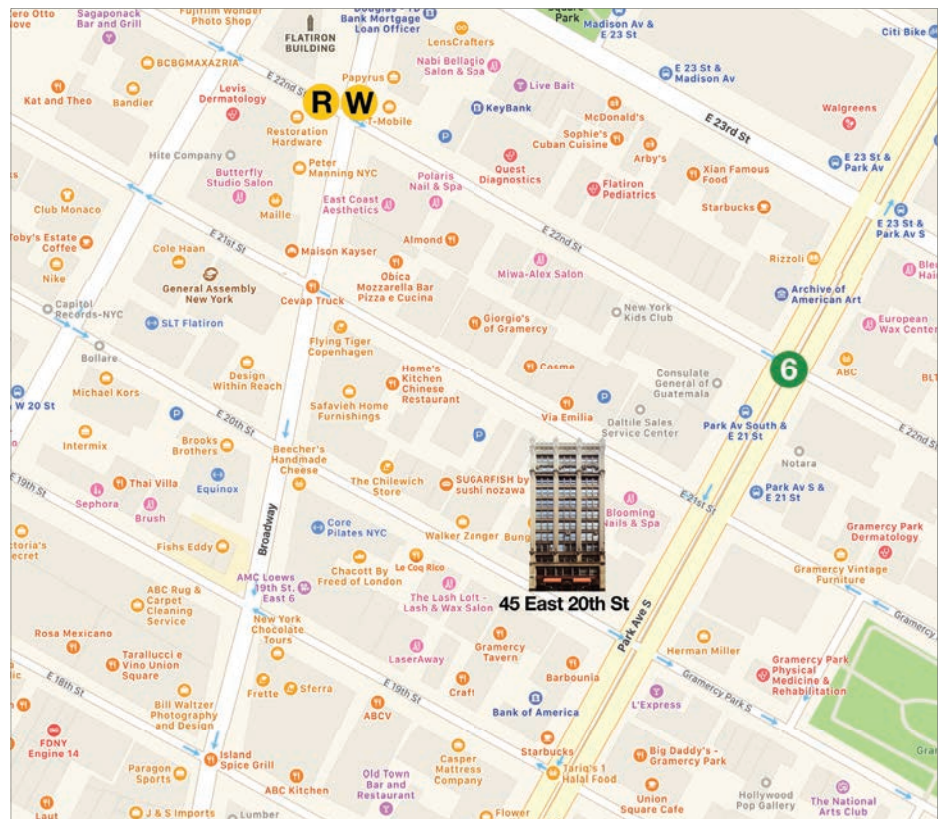 Sagaponack
Bar and Grill
Fujifilm Wonder
Photo Shop
FLATIRON
BUILDING
Bank Mortgage
Loan Officer
LensCrafters
Square
Park
Madison Av &
E 23 St
Citi Bike
ero Otto
Nove
BCBGMAXAZRIA
Nabi Bellagio
Salon & Spa
E 23 St &
Madison Av
Kat and Theo
Bandier
Levis
Dermatology
E 22nd St
R
W
Papyrus
T-Mobile
Live Bait
KeyBank
McDonald's
E 23rd St
Walgreens
Restoration
Hardware
Sophie's
Cuban Cuisine
Arby's
Hite Company
Butterfly
Studio Salon
Peter
Manning NYC
Polaris
Nail & Spa
Quest
Diagnostics
Flatiron
Pediatrics
Xian Famous
Food
E 23 St &
Park Av
Club Monaco
Maille
East Coast
Aesthetics
Starbucks
E 23 St &
Park Av S
Toby's Estate
Coffee
Nike
Cole Haan
E 21st St
Maison Kayser
Almond
E 22nd St
Rizzoli
General Assembly
New York
Obica
Mozzarella Bar
Pizza e Cucina
Miwa-Alex Salon
Archive of
American Art
Capitol
Records-NYC
Cevap Truck
New York
Kids Club
SLT Flatiron
Giorgio's
of Gramercy
European
Wax Center
Bollare
Flying Tiger
Copenhagen
6
ABC
Michael Kors
Design
Within Reach
Home's
Kitchen
Chinese
Restaurant
Cosme
Consulate
General of
Guatemala
W 20 St
Safavieh Home
Furnishings
Via Emilia
Daltile Sales
Service Center
Park Av South &
E 21 St
E 22nd St
Intermix
E 20th St
Brooks
Brothers
Beecher's
Handmade
Cheese
Notara
E 19th St
Thai Villa
Equinox
The Chilewich
Store
SUGARFISH by
sushi nozawa
Park Av S &
E 21 St
Sephora
Brush
Broadway
Core
Pilates NYC
Walker Zanger
Blooming
Nails & Spa
E 21st St
Gramercy Park
Dermatology
Fishs Eddy
Chacott By
Freed of London
Le Coq Rico
Gramercy Vintage
Furniture
AMC Loews
19th St.
East 6
The Lash Loft -
Lash & Wax Salon
45 East 20th St
ABC Rug &
Carpet
Cleaning
Service
New York
Chocolate
Tours
Park Ave S
Rosa Mexicano
Gramercy
Tavern
Herman Miller
Tarallucci e
Vino Union
Square
LaserAway
Gramercy Park
Physical
Medicine &
Rehabilitation
E 18th St
Frette
Sferra
Craft
Barbounia
Gramercy Park S
Bill Waltzer
Photography
and Design
ABCV
E 19th St
Bank of America
L'Express
FDNY
Engine 14
Island
Spice Grill
Starbucks
Big Daddy's -
Gramercy Park
Paragon
Sports
ABC Kitchen
Casper
Mattress
Company
Tariq's 1
Halal Food
Old Town
Bar and
Restaurant
Union
Square Cafe
Hollywood
Pop Gallery
Laut
J & S Imports
Lumber
Flower
The National
Arts Club